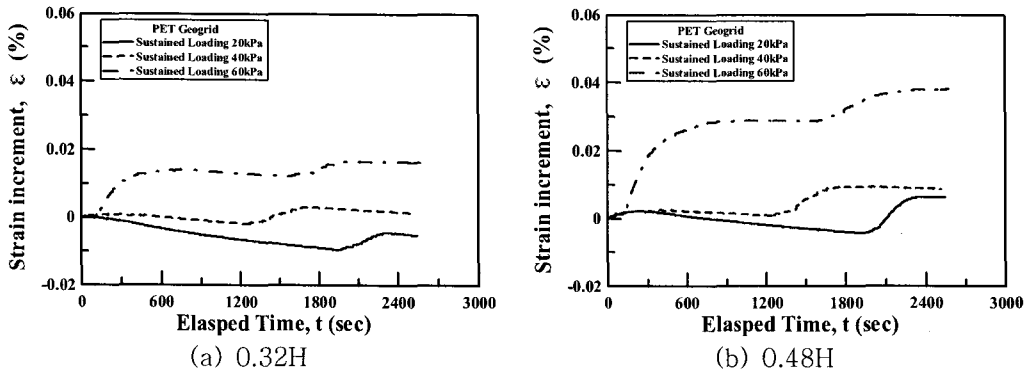 0.06
0.04
0.02
0
-0.02
Strain increment, ε (%)
PET Geogrid
Sustained Loading 20kPa
Sustained Loading 40kPa
Sustained Loading 60kPa
0 600 1200 1800 2400 3000
Elasped Time, t (sec)
(a) 0.32H
0.06
0.04
0.02
0
-0.02
Strain increment, ε (%)
PET Geogrid
Sustained Loading 20kPa
Sustained Loading 40kPa
Sustained Loading 60kPa
0 600 1200 1800 2400 3000
Elasped Time, t (sec)
(b) 0.48H